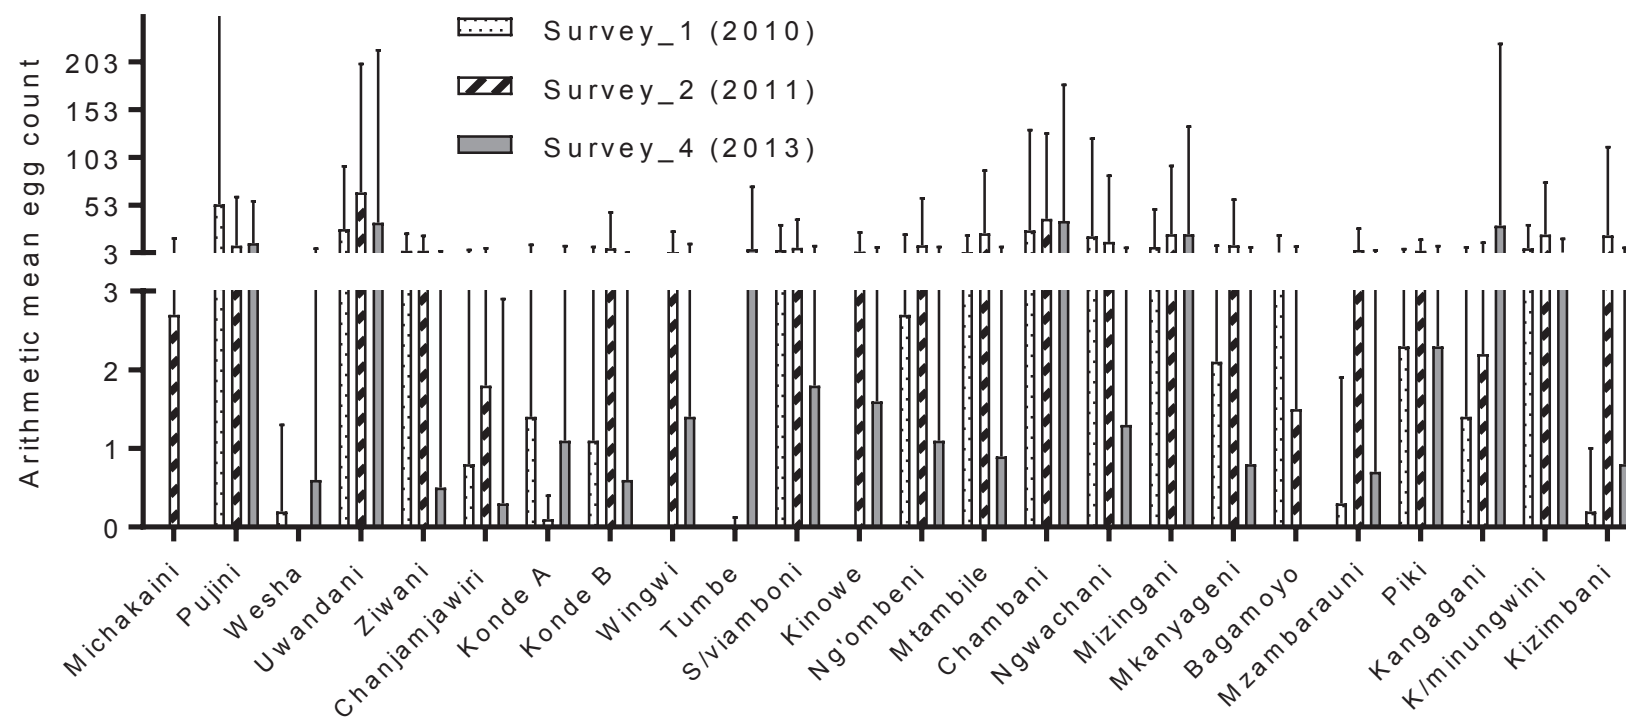 Survey_1 (2010)
Survey_2 (2011)
Survey_4 (2013)
Arithmetic mean egg count
203
153
103
53
3
3
2
1
0
Michakaini
Pujini
Wesha
Uwandani
Ziwani
Chanjamjawiri
Konde A
Konde B
Wingwi
Tumbe
S/viamboni
Kinowe
Ng'ombeni
Mtambile
Chambani
Ngwachani
Mizingani
Mkanyageni
Bagamoyo
Mzambarauni
Piki
Kangagani
K/minungwini
Kizimbani